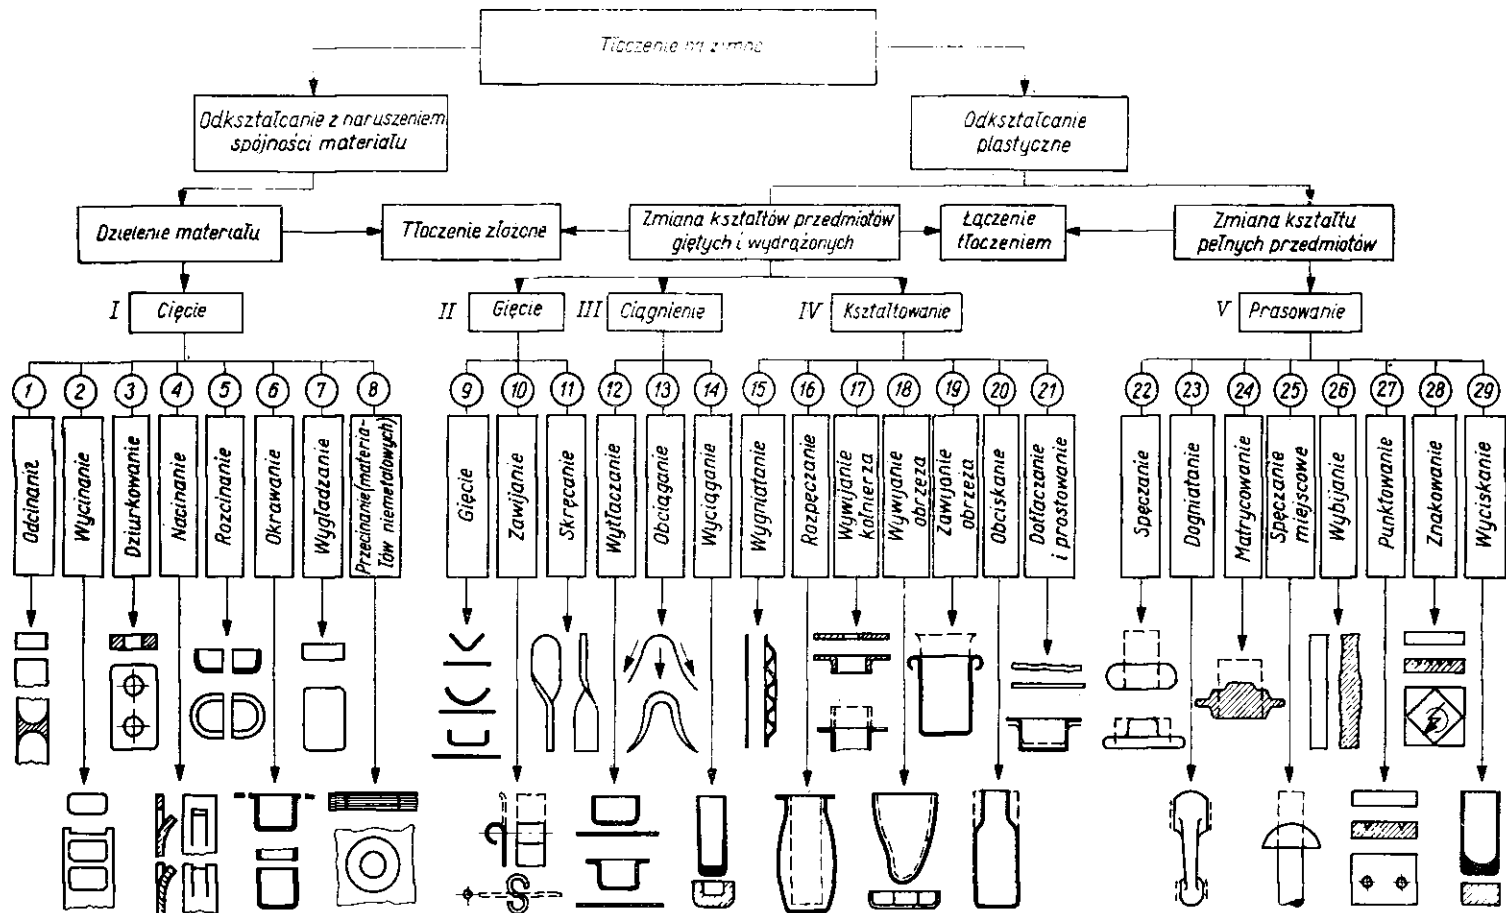 Tłoczenie na zimno
Odkształcanie z naruszeniem
spójności materiału
Odkształcanie
plastyczne
Dzielenie materiału
Tłoczenie złożone
Zmiana kształtów przedmiotów
giętych i wydrążonych
Łączenie
tłoczeniem
Zmiana kształtu
pełnych przedmiotów
I Cięcie
II Gięcie
III Ciągnienie
IV Kształtowanie
V Prasowanie
1
2
3
4
5
6
7
8
9
10
11
12
13
14
15
16
17
18
19
20
21
22
23
24
25
26
27
28
29
Odcinanie
Wycinanie
Dziurkowanie
Nacinanie
Rozcinanie
Okrawanie
Wygładzanie
Przecinanie (materia-
łów niemetalowych)
Gięcie
Zawijanie
Skręcanie
Wytłaczanie
Obciąganie
Wyciąganie
Wygniatanie
Rozpęczanie
Wywijanie
kołnierza
Wywijanie
obrzeża
Zawijanie
obrzeża
Obciskanie
Dotłaczanie
i prostowanie
Spęczanie
Dogniatanie
Matrycowanie
Spęczanie
miejscowe
Wybijanie
Punktowanie
Znakowanie
Wyciskanie